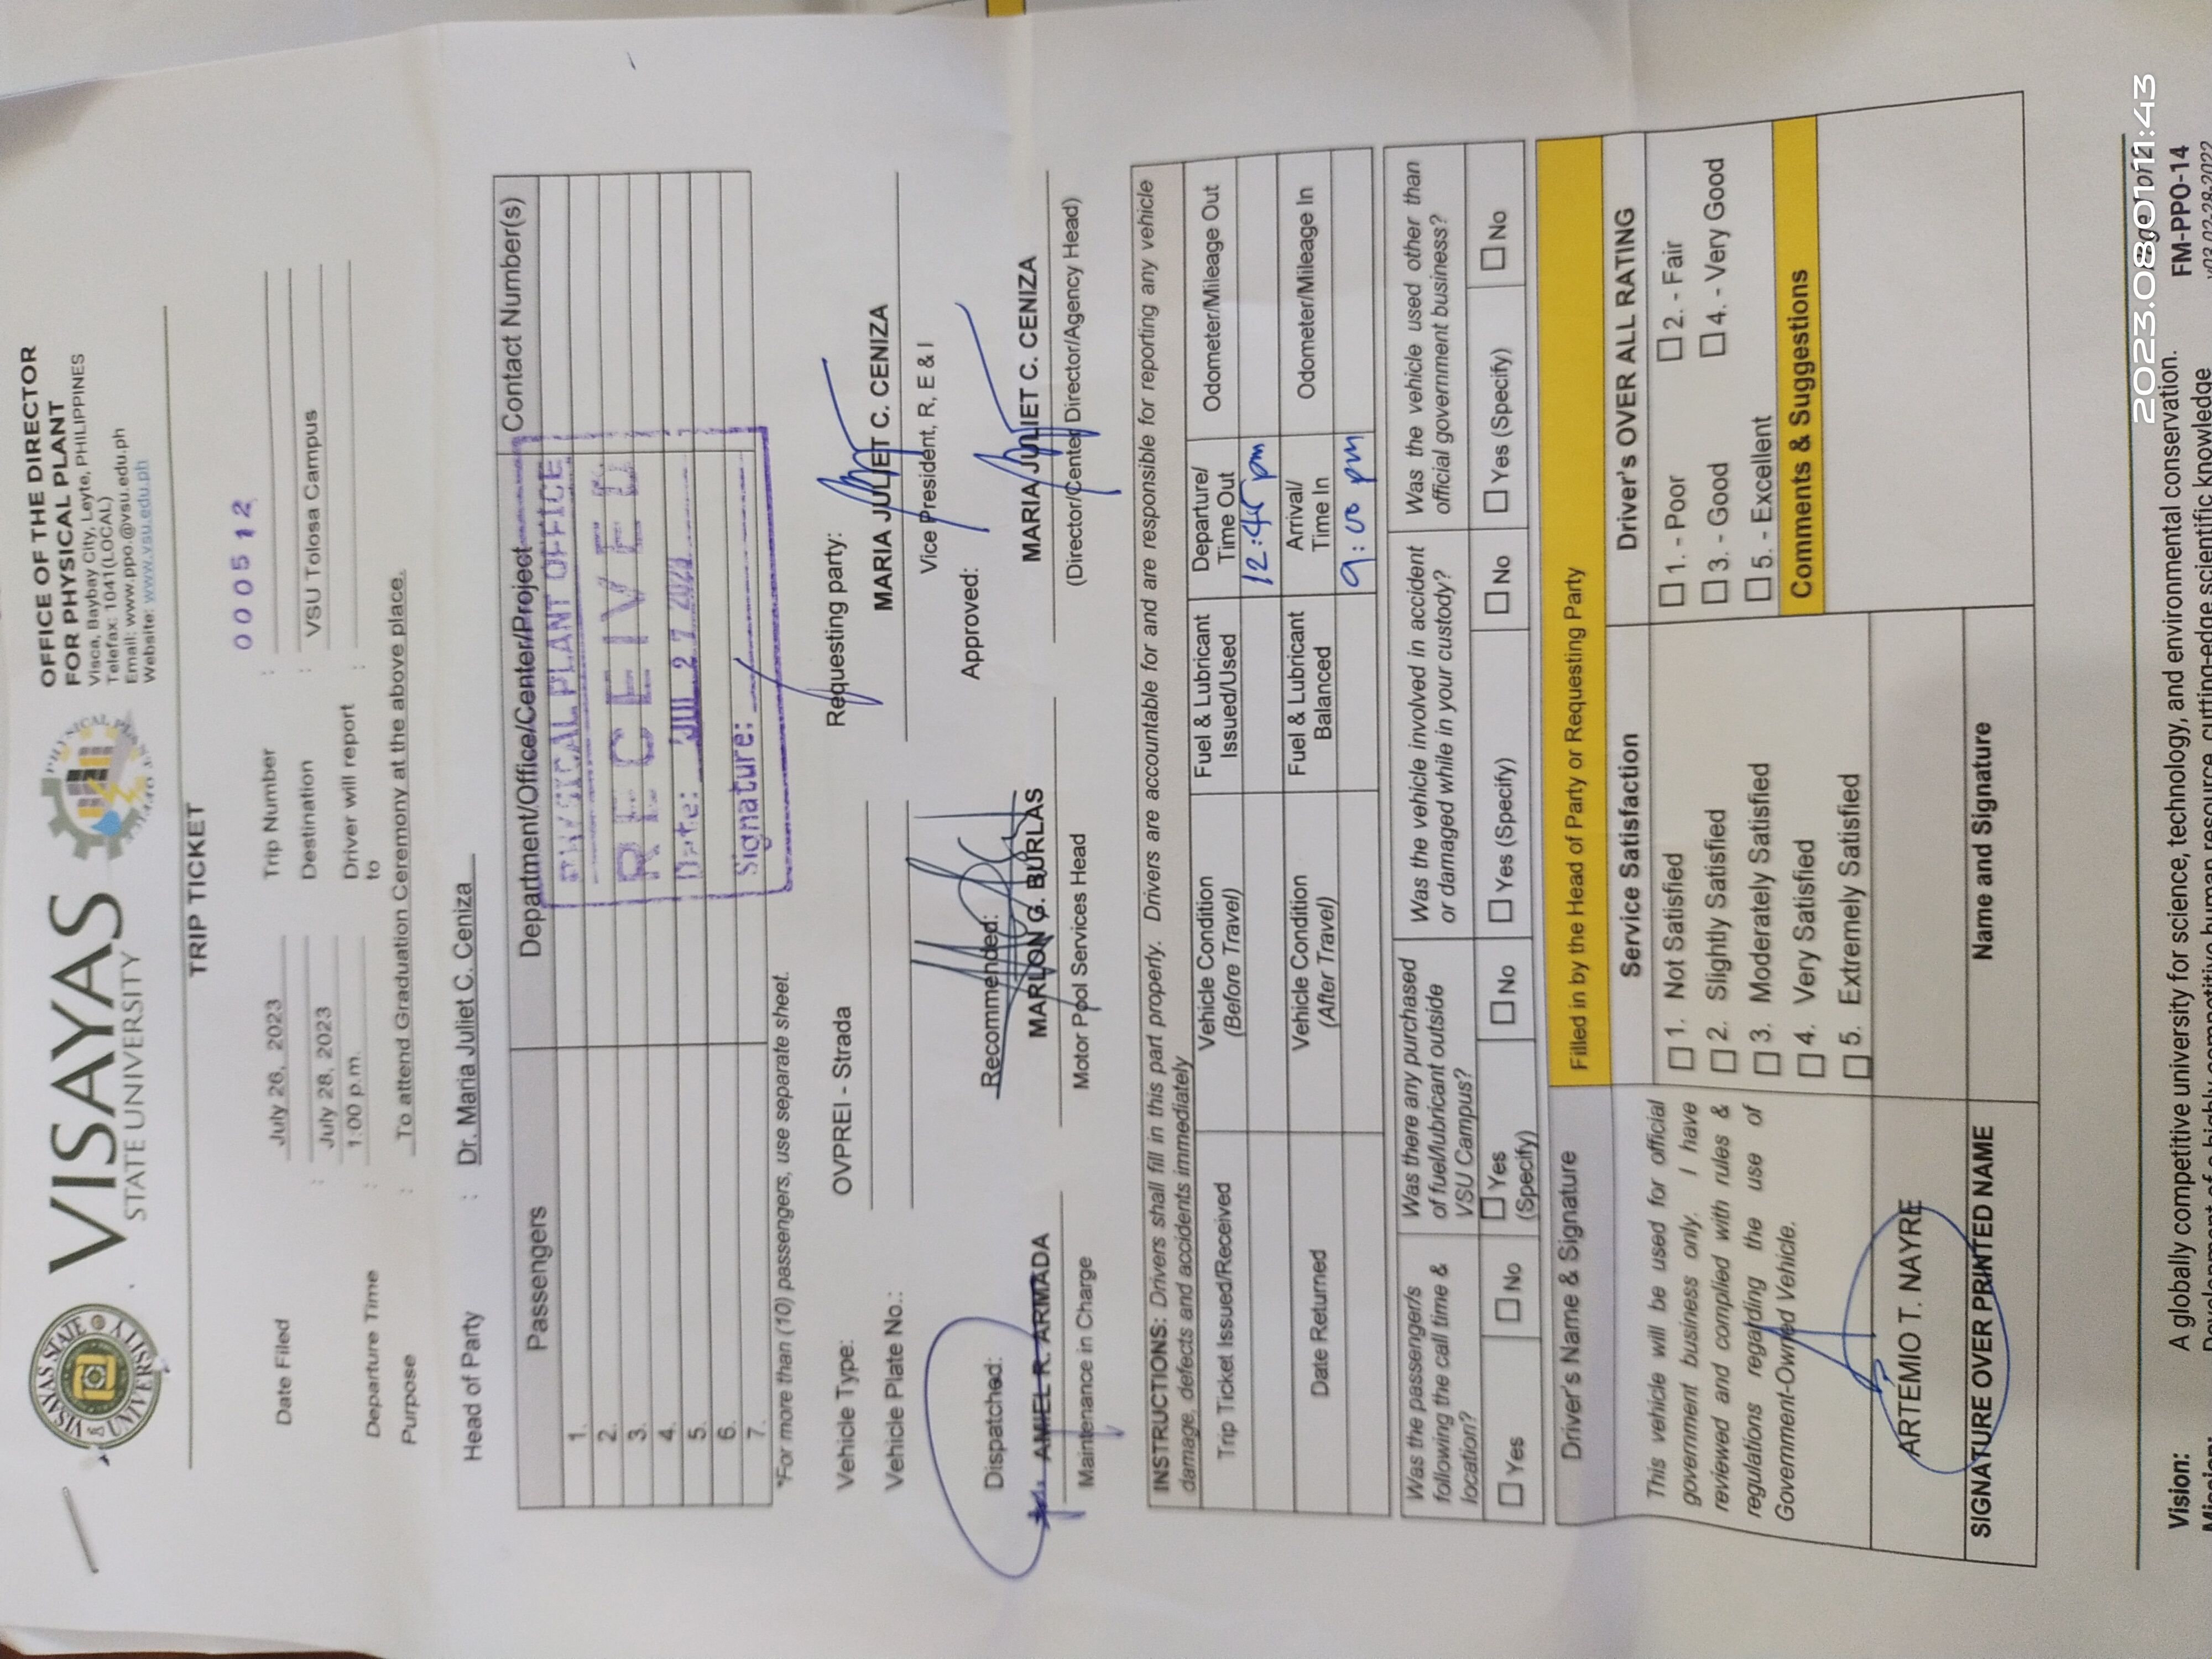 VISAYAS
STATE UNIVERSITY
OFFICE OF THE DIRECTOR
FOR PHYSICAL PLANT
Visca, Baybay City, Leyte, PHILIPPINES
Telefax: 1041(LOCAL)
Email: www.ppo.@vsu.edu.ph
Website: www.vsu.edu.ph
TRIP TICKET
Date Filed July 26, 2023 Trip Number : 000512
Departure Time : July 28, 2023 1:00 p.m. Destination : VSU Tolosa Campus
Driver will report to :
Purpose : To attend Graduation Ceremony at the above place.
Head of Party : Dr. Maria Juliet C. Ceniza
Passengers Department/Office/Center/Project Contact Number(s)
1.
2.
3.
4.
5.
6.
7.
PHYSICAL PLANT OFFICE
RECEIVED
Date: JUL 27 2023
Signature:
*For more than (10) passengers, use separate sheet.
Vehicle Type: OVPREI - Strada
Vehicle Plate No.:
Requesting party:
MARIA JULIET C. CENIZA
Vice President, R, E & I
Dispatched: Recommended: Approved:
AMIEL R. ARMADA MARLON G. BURLAS MARIA JULIET C. CENIZA
Maintenance in Charge Motor Pool Services Head (Director/Center Director/Agency Head)
INSTRUCTIONS: Drivers shall fill in this part properly. Drivers are accountable for and are responsible for reporting any vehicle
damage, defects and accidents immediately
Trip Ticket Issued/Received Vehicle Condition (Before Travel) Fuel & Lubricant Issued/Used Departure/ Time Out Odometer/Mileage Out
12:45 pm
Date Returned Vehicle Condition (After Travel) Fuel & Lubricant Balanced Arrival/ Time In Odometer/Mileage In
9:00 pm
Was the passenger/s following the call time & location? Was there any purchased of fuel/lubricant outside VSU Campus? Was the vehicle involved in accident or damaged while in your custody? Was the vehicle used other than official government business?
Yes No Yes (Specify) No Yes (Specify) No Yes (Specify) No
Driver's Name & Signature Filled in by the Head of Party or Requesting Party
This vehicle will be used for official
government business only. I have
reviewed and complied with rules &
regulations regarding the use of
Government-Owned Vehicle.
Service Satisfaction
1. Not Satisfied
2. Slightly Satisfied
3. Moderately Satisfied
4. Very Satisfied
5. Extremely Satisfied
Driver's OVER ALL RATING
1. - Poor 2. - Fair
3. - Good 4. - Very Good
5. - Excellent
Comments & Suggestions
ARTEMIO T. NAYRE
SIGNATURE OVER PRINTED NAME Name and Signature
2023.08.01 11:43
Vision: A globally competitive university for science, technology, and environmental conservation.
FM-PPO-14